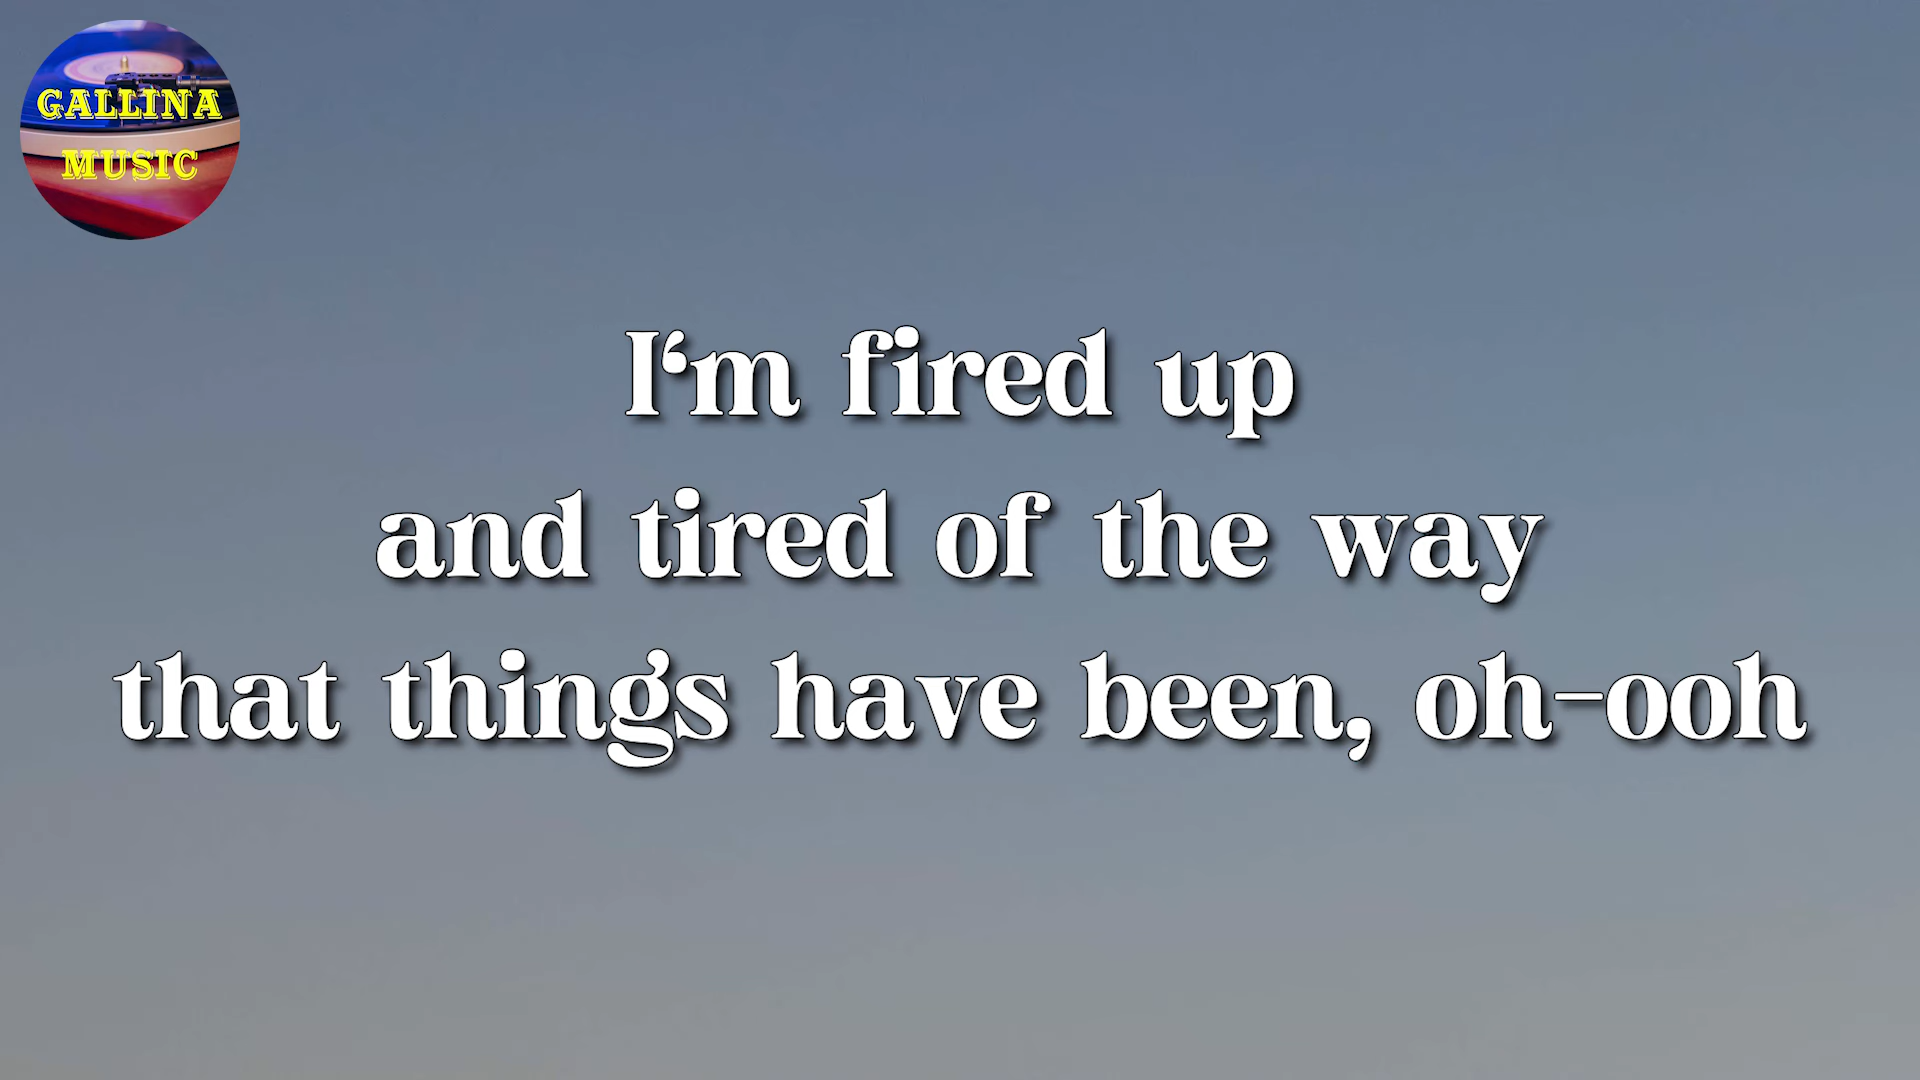 GALLINA
MUSIC
I‘m fired up
and tired of the way
that things have been, oh-ooh